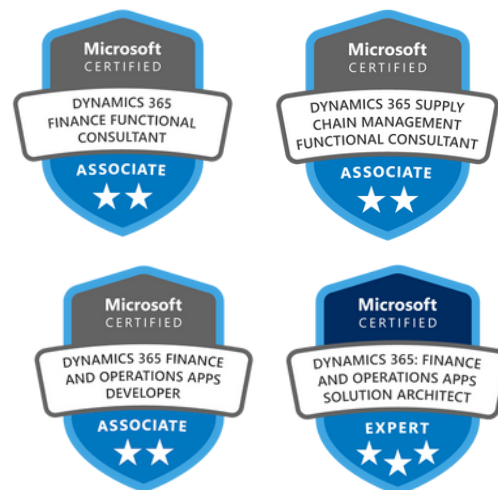 Microsoft
CERTIFIED
DYNAMICS 365
FINANCE FUNCTIONAL
CONSULTANT
ASSOCIATE
Microsoft
CERTIFIED
DYNAMICS 365 SUPPLY
CHAIN MANAGEMENT
FUNCTIONAL CONSULTANT
ASSOCIATE
Microsoft
CERTIFIED
DYNAMICS 365 FINANCE
AND OPERATIONS APPS
DEVELOPER
ASSOCIATE
Microsoft
CERTIFIED
DYNAMICS 365: FINANCE
AND OPERATIONS APPS
SOLUTION ARCHITECT
EXPERT